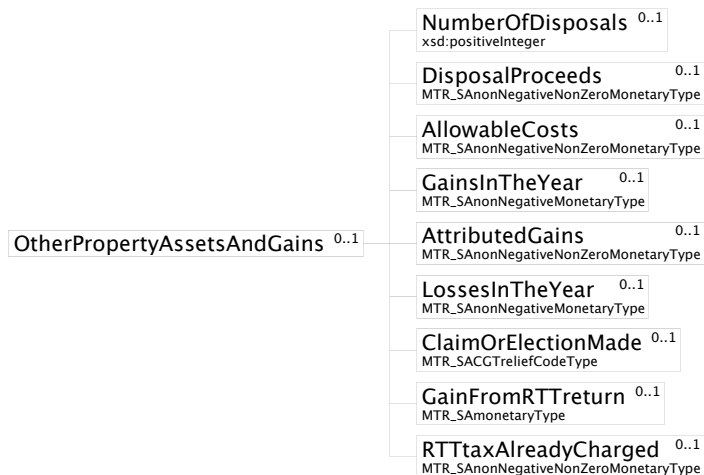 NumberOfDisposals 0..1
xsd:positiveInteger
DisposalProceeds 0..1
MTR_SAnonNegativeNonZeroMonetaryType
AllowableCosts 0..1
MTR_SAnonNegativeNonZeroMonetaryType
GainsInTheYear 0..1
MTR_SAnonNegativeMonetaryType
OtherPropertyAssetsAndGains 0..1
AttributedGains 0..1
MTR_SAnonNegativeNonZeroMonetaryType
LossesInTheYear 0..1
MTR_SAnonNegativeMonetaryType
ClaimOrElectionMade 0..1
MTR_SACGTreliefCodeType
GainFromRTTreturn 0..1
MTR_SAmonetaryType
RTTtaxAlreadyCharged 0..1
MTR_SAnonNegativeNonZeroMonetaryType